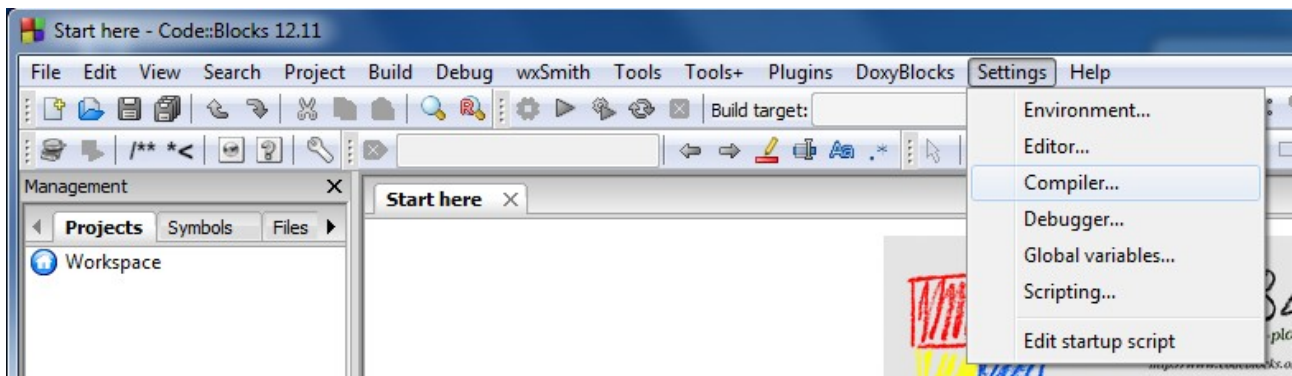 Start here - Code::Blocks 12.11
File Edit View Search Project Build Debug wxSmith Tools Tools+ Plugins DoxyBlocks Settings Help
Build target:
/** *<
Management
Projects Symbols Files
Workspace
Start here
Environment...
Editor...
Compiler...
Debugger...
Global variables...
Scripting...
Edit startup script